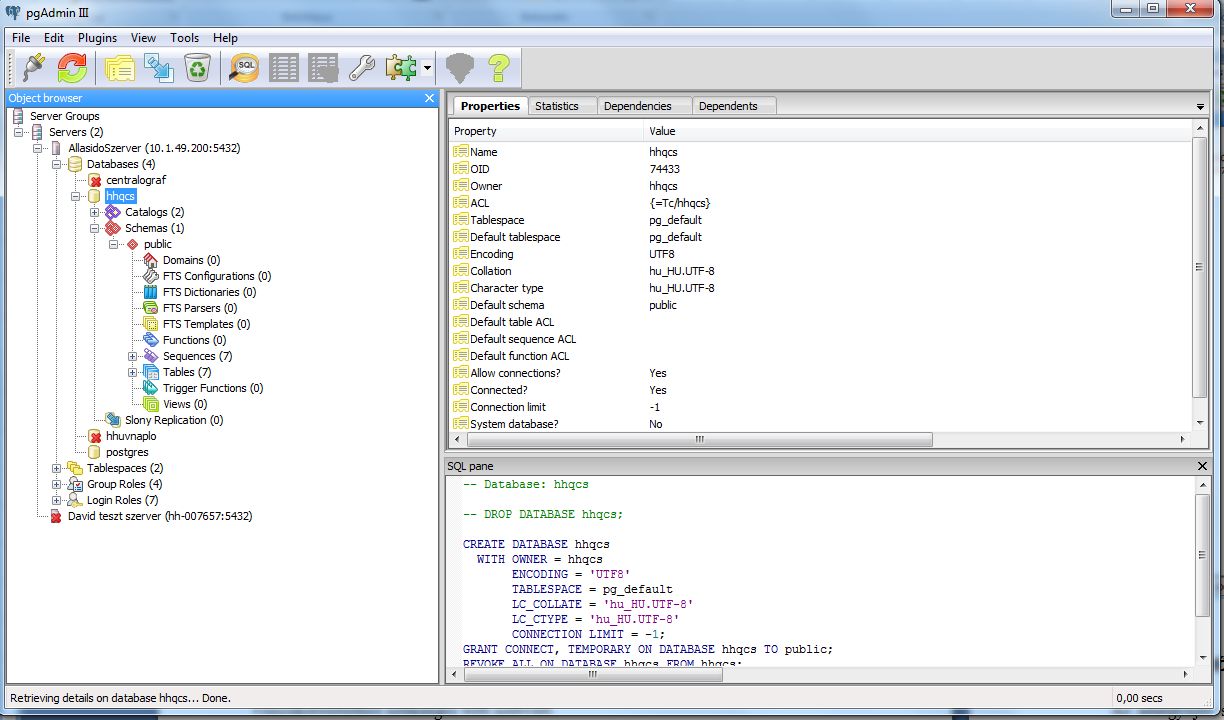 pgAdmin III
File Edit Plugins View Tools Help
SQL
Object browser
Server Groups
Servers (2)
AllasidoSzerver (10.1.49.200:5432)
Databases (4)
centralograf
hhqcs
Catalogs (2)
Schemas (1)
public
Domains (0)
FTS Configurations (0)
FTS Dictionaries (0)
FTS Parsers (0)
FTS Templates (0)
Functions (0)
Sequences (7)
Tables (7)
Trigger Functions (0)
Views (0)
Slony Replication (0)
hhuvnaplo
postgres
Tablespaces (2)
Group Roles (4)
Login Roles (7)
David teszt szerver (hh-007657:5432)
Properties Statistics Dependencies Dependents
Property Value
Name hhqcs
OID 74433
Owner hhqcs
ACL {=Tc/hhqcs}
Tablespace pg_default
Default tablespace pg_default
Encoding UTF8
Collation hu_HU.UTF-8
Character type hu_HU.UTF-8
Default schema public
Default table ACL
Default sequence ACL
Default function ACL
Allow connections? Yes
Connected? Yes
Connection limit -1
System database? No
SQL pane
-- Database: hhqcs
-- DROP DATABASE hhqcs;
CREATE DATABASE hhqcs
WITH OWNER = hhqcs
ENCODING = 'UTF8'
TABLESPACE = pg_default
LC_COLLATE = 'hu_HU.UTF-8'
LC_CTYPE = 'hu_HU.UTF-8'
CONNECTION LIMIT = -1;
GRANT CONNECT, TEMPORARY ON DATABASE hhqcs TO public;
REVOKE ALL ON DATABASE hhqcs FROM hhqcs;
Retrieving details on database hhqcs... Done.
0,00 secs